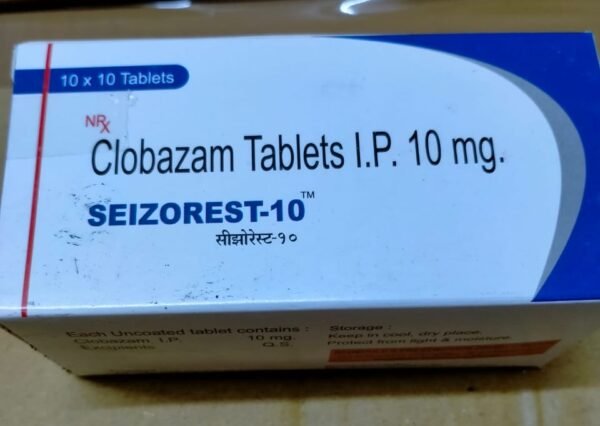 10 x 10 Tablets
NRx
Clobazam Tablets I.P. 10 mg.
SEIZOREST-10™
सीझोरेस्ट-१०
Each Uncoated tablet contains :
Clobazam I.P. 10 mg.
Excipients Q.S.
Storage :
Keep in cool, dry place.
Protect from light & moisture.